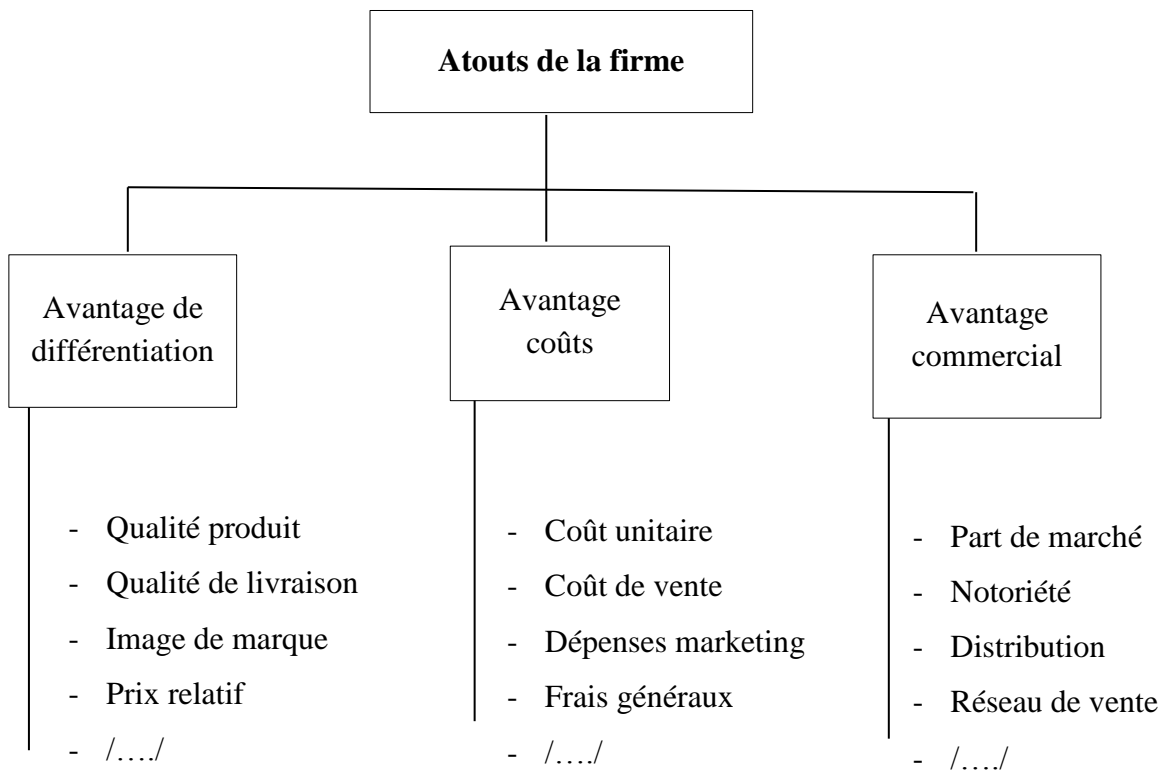 Atouts de la firme
Avantage de
différentiation
- Qualité produit
- Qualité de livraison
- Image de marque
- Prix relatif
- /…./
Avantage
coûts
- Coût unitaire
- Coût de vente
- Dépenses marketing
- Frais généraux
- /…./
Avantage
commercial
- Part de marché
- Notoriété
- Distribution
- Réseau de vente
- /…./